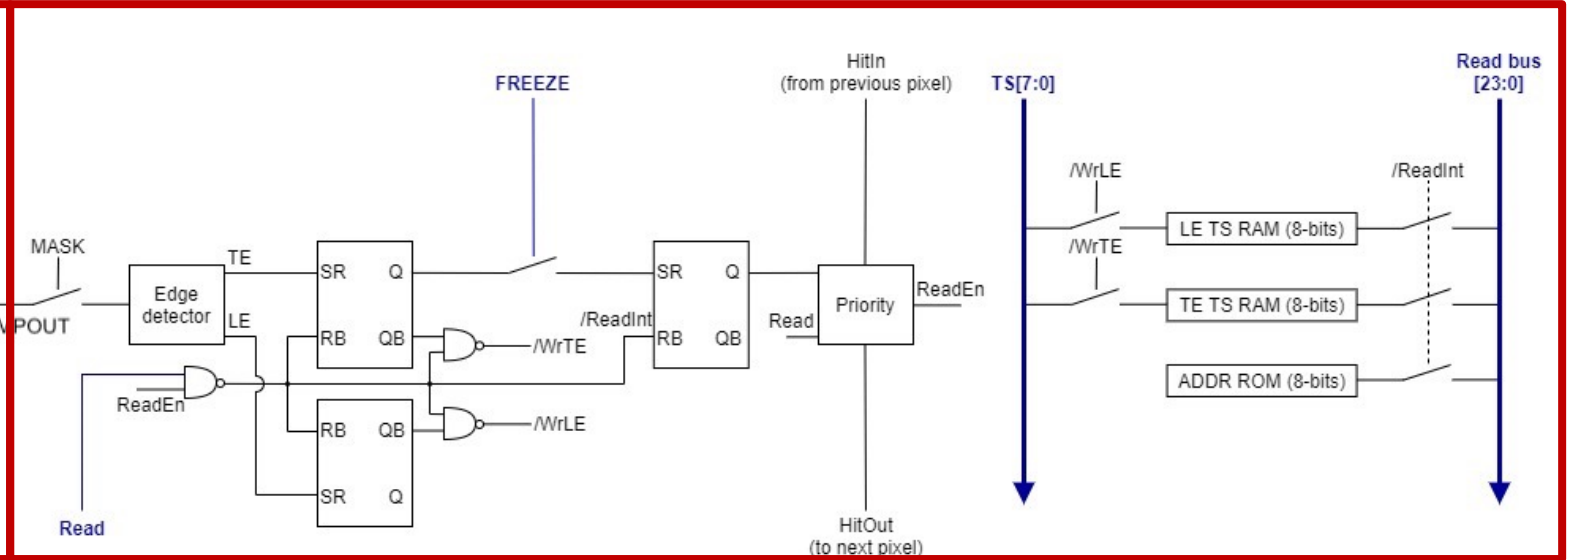 HitIn
(from previous pixel)
FREEZE
TS[7:0]
Read bus
[23:0]
/WrLE
/ReadInt
LE TS RAM (8-bits)
/WrTE
TE TS RAM (8-bits)
ADDR ROM (8-bits)
MASK
POUT
Edge
detector
TE
LE
SR Q
RB QB
/WrTE
/ReadInt
SR Q
RB QB
Priority
Read
ReadEn
ReadEn
RB QB
SR Q
/WrLE
Read
HitOut
(to next pixel)